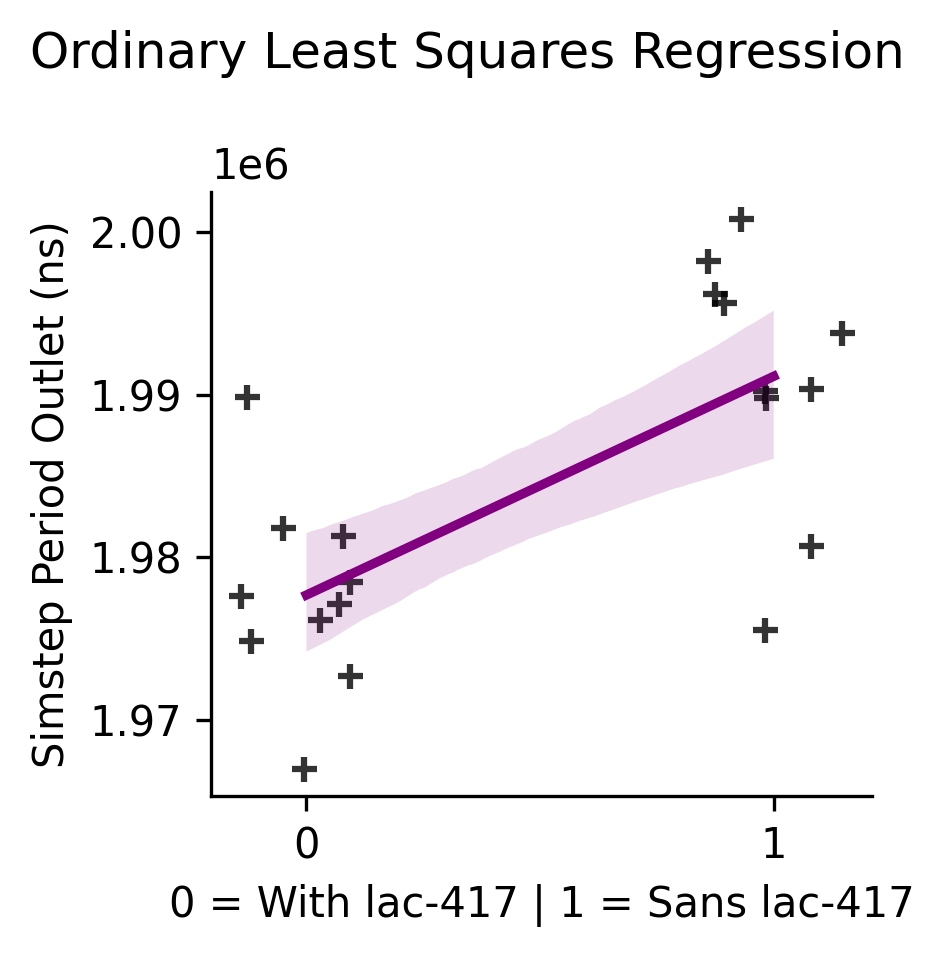 Ordinary Least Squares Regression
1e6
Simstep Period Outlet (ns)
2.00
1.99
1.98
1.97
0
1
0 = With lac-417 | 1 = Sans lac-417